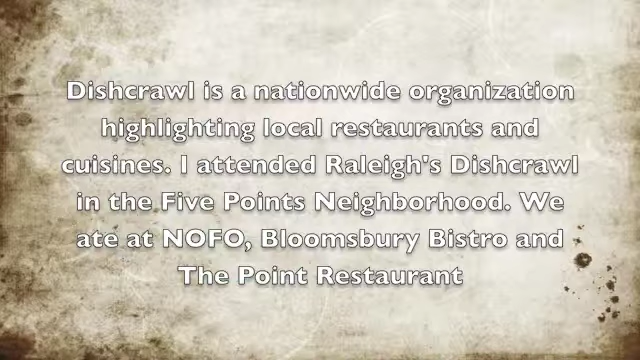 Dishcrawl is a nationwide organization
highlighting local restaurants and
cuisines. I attended Raleigh's Dishcrawl
in the Five Points Neighborhood. We
ate at NOFO, Bloomsbury Bistro and
The Point Restaurant